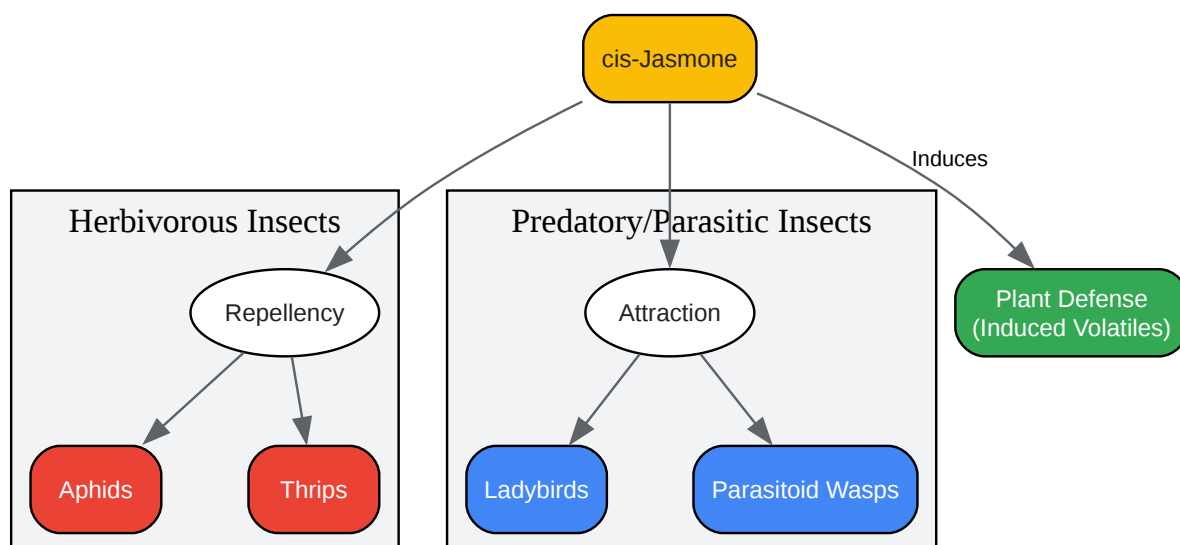 cis-Jasmone
Induces
Herbivorous Insects
Predatory/Parasitic Insects
Repellency
Attraction
Plant Defense
(Induced Volatiles)
Aphids
Thrips
Ladybirds
Parasitoid Wasps